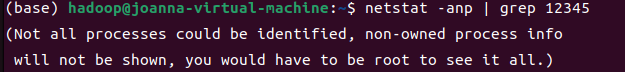 (base) hadoop@joanna-virtual-machine:~$ netstat -anp | grep 12345
(Not all processes could be identified, non-owned process info
 will not be shown, you would have to be root to see it all.)